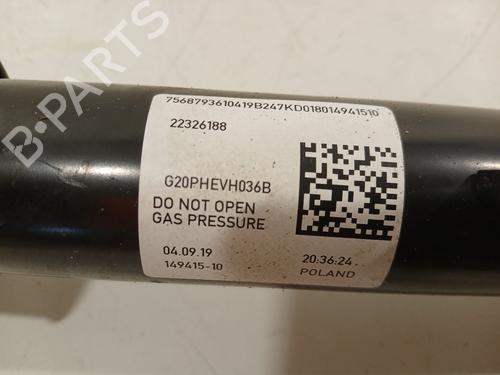 7568793610419B247KD018014941510
22326188
G20PHEVH036B
DO NOT OPEN
GAS PRESSURE
04.09.19
149415-10
20:36:24
POLAND
B-PARTS